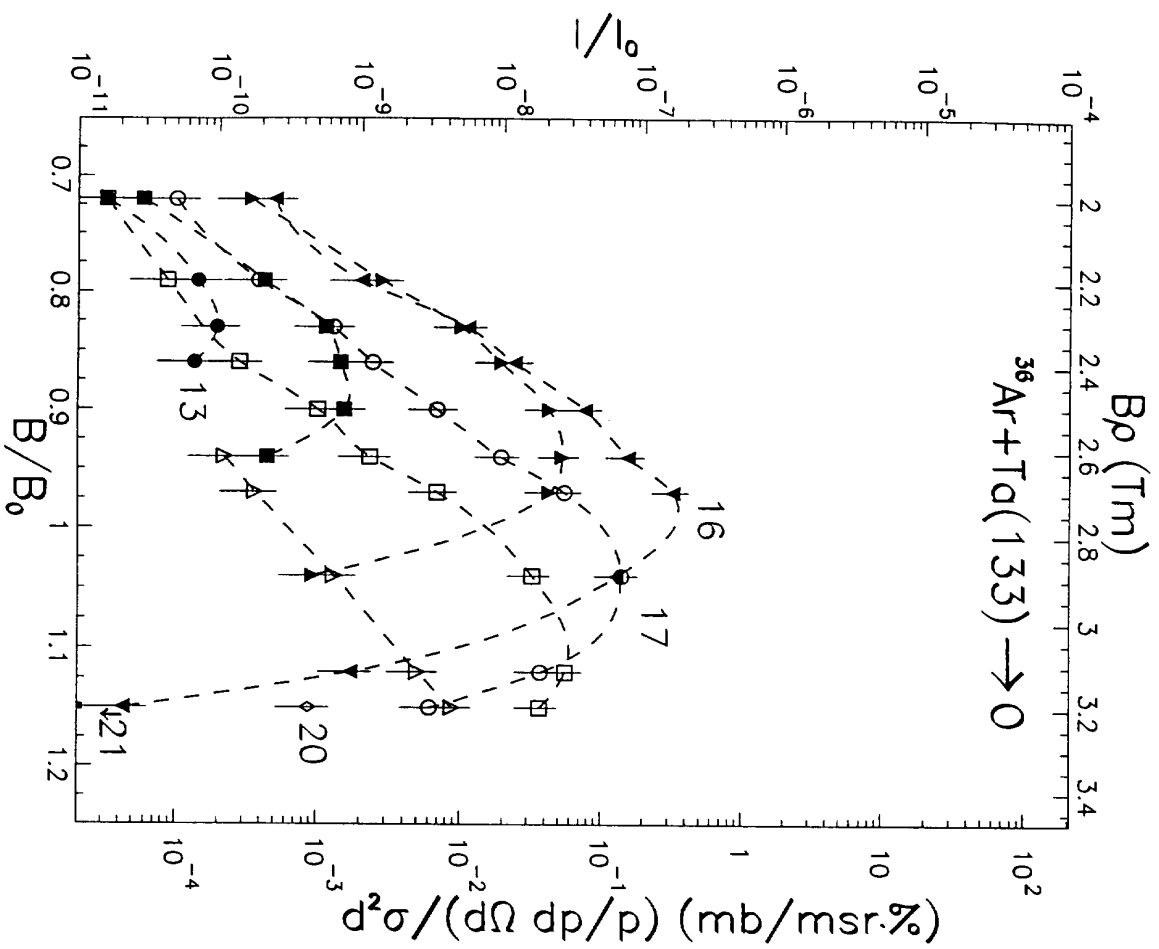 Bρ (Tm)
2 2.2 2.4 2.6 2.8 3 3.2 3.4
I/I₀
10⁻⁴
10⁻⁵
10⁻⁶
10⁻⁷
10⁻⁸
10⁻⁹
10⁻¹⁰
10⁻¹¹
³⁶Ar+Ta(133)→O
16
17
13
20
↓21
10²
10
1
10⁻¹
10⁻²
10⁻³
10⁻⁴
d²σ/(dΩ dp/p) (mb/msr·%)
0.7 0.8 0.9 1 1.1 1.2
B/B₀